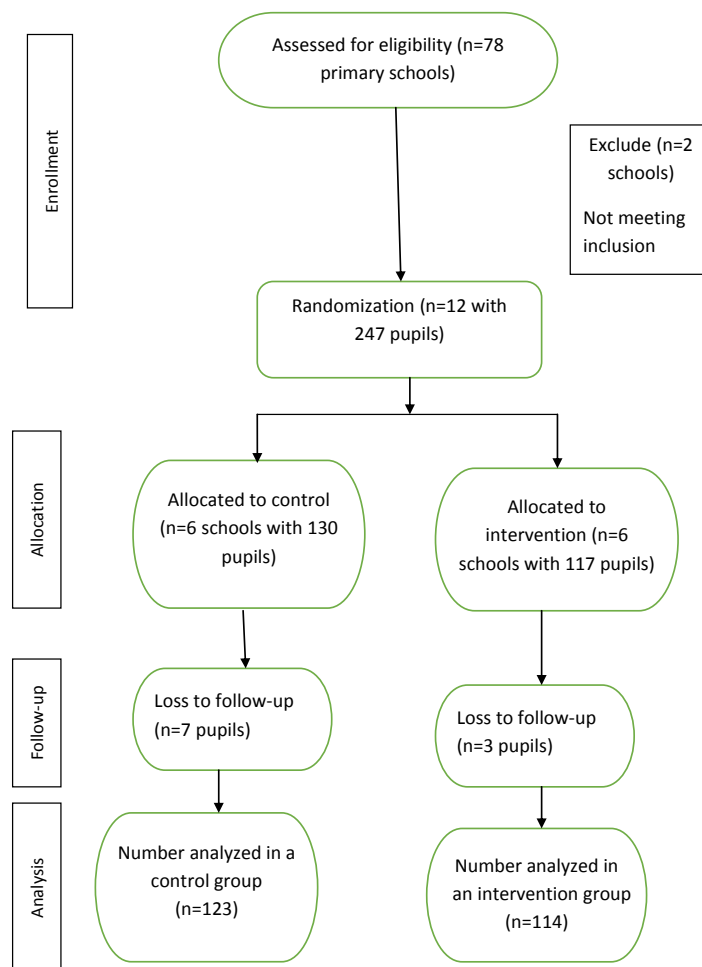 Assessed for eligibility (n=78
primary schools)
Enrollment
Exclude (n=2
schools)
Not meeting
inclusion
Randomization (n=12 with
247 pupils)
Allocation
Allocated to control
(n=6 schools with 130
pupils)
Allocated to
intervention (n=6
schools with 117 pupils)
Follow-up
Loss to follow-up
(n=7 pupils)
Loss to follow-up
(n=3 pupils)
Analysis
Number analyzed in a
control group
(n=123)
Number analyzed in
an intervention group
(n=114)